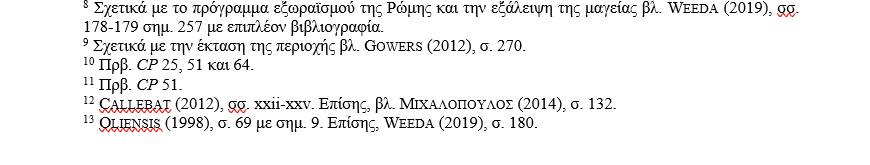 ⁸ Σχετικά με το πρόγραμμα εξωραϊσμού της Ρώμης και την εξάλειψη της μαγείας βλ. WEEDA (2019), σσ.
178-179 σημ. 257 με επιπλέον βιβλιογραφία.
⁹ Σχετικά με την έκταση της περιοχής βλ. GOWERS (2012), σ. 270.
¹⁰ Πρβ. CP 25, 51 και 64.
¹¹ Πρβ. CP 51.
¹² CALLEBAT (2012), σσ. xxii-xxv. Επίσης, βλ. ΜΙΧΑΛΟΠΟΥΛΟΣ (2014), σ. 132.
¹³ OLIENSIS (1998), σ. 69 με σημ. 9. Επίσης, WEEDA (2019), σ. 180.